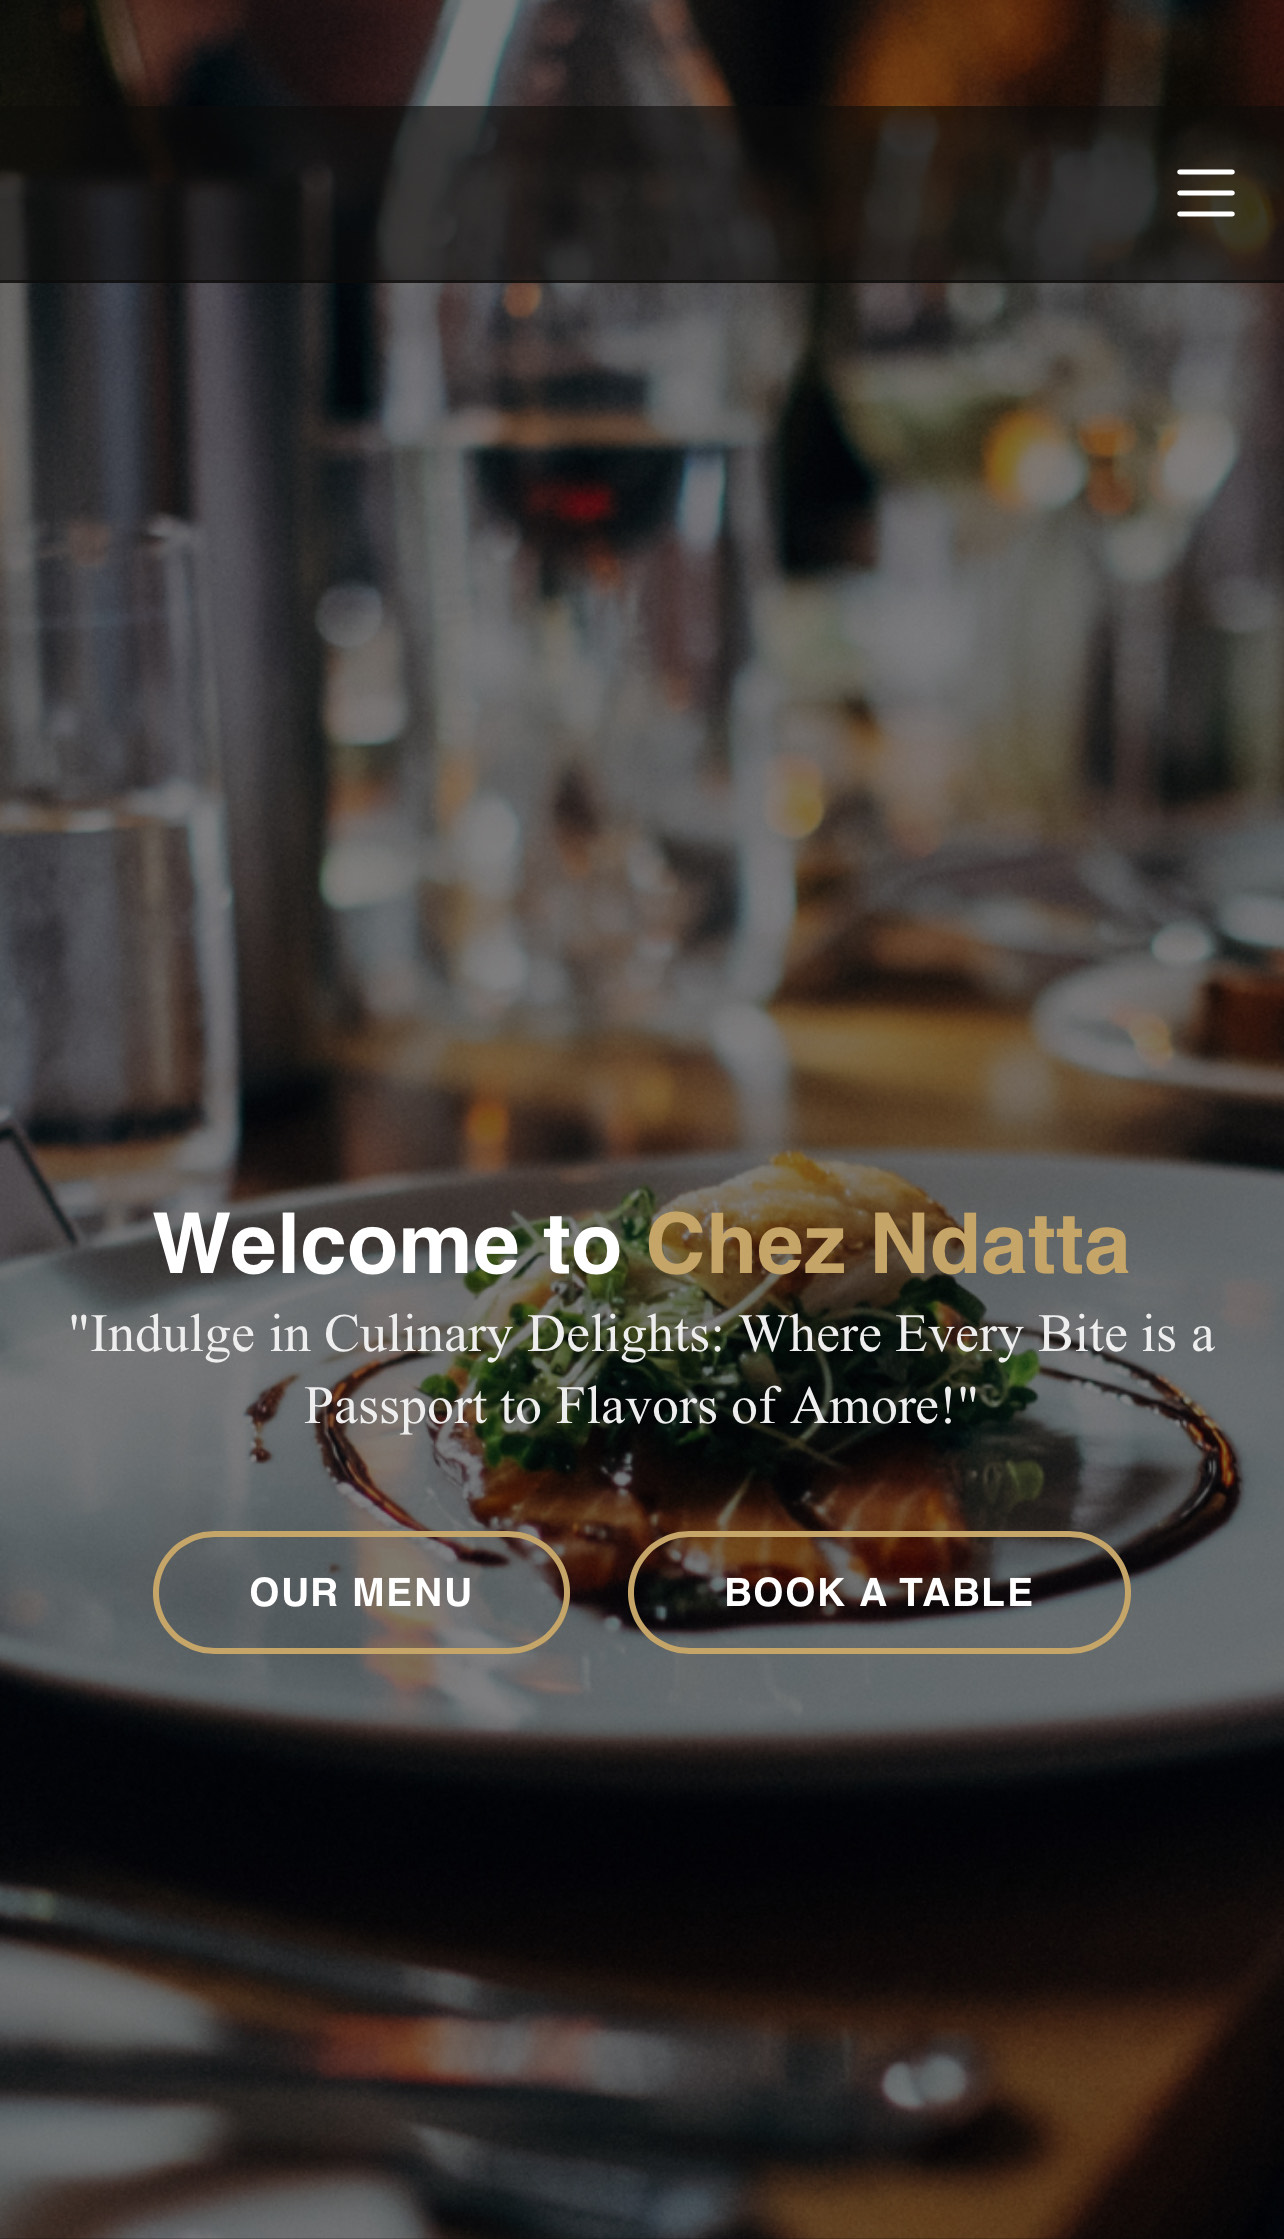 Welcome to Chez Ndatta
"Indulge in Culinary Delights: Where Every Bite is a
Passport to Flavors of Amore!"
OUR MENU
BOOK A TABLE